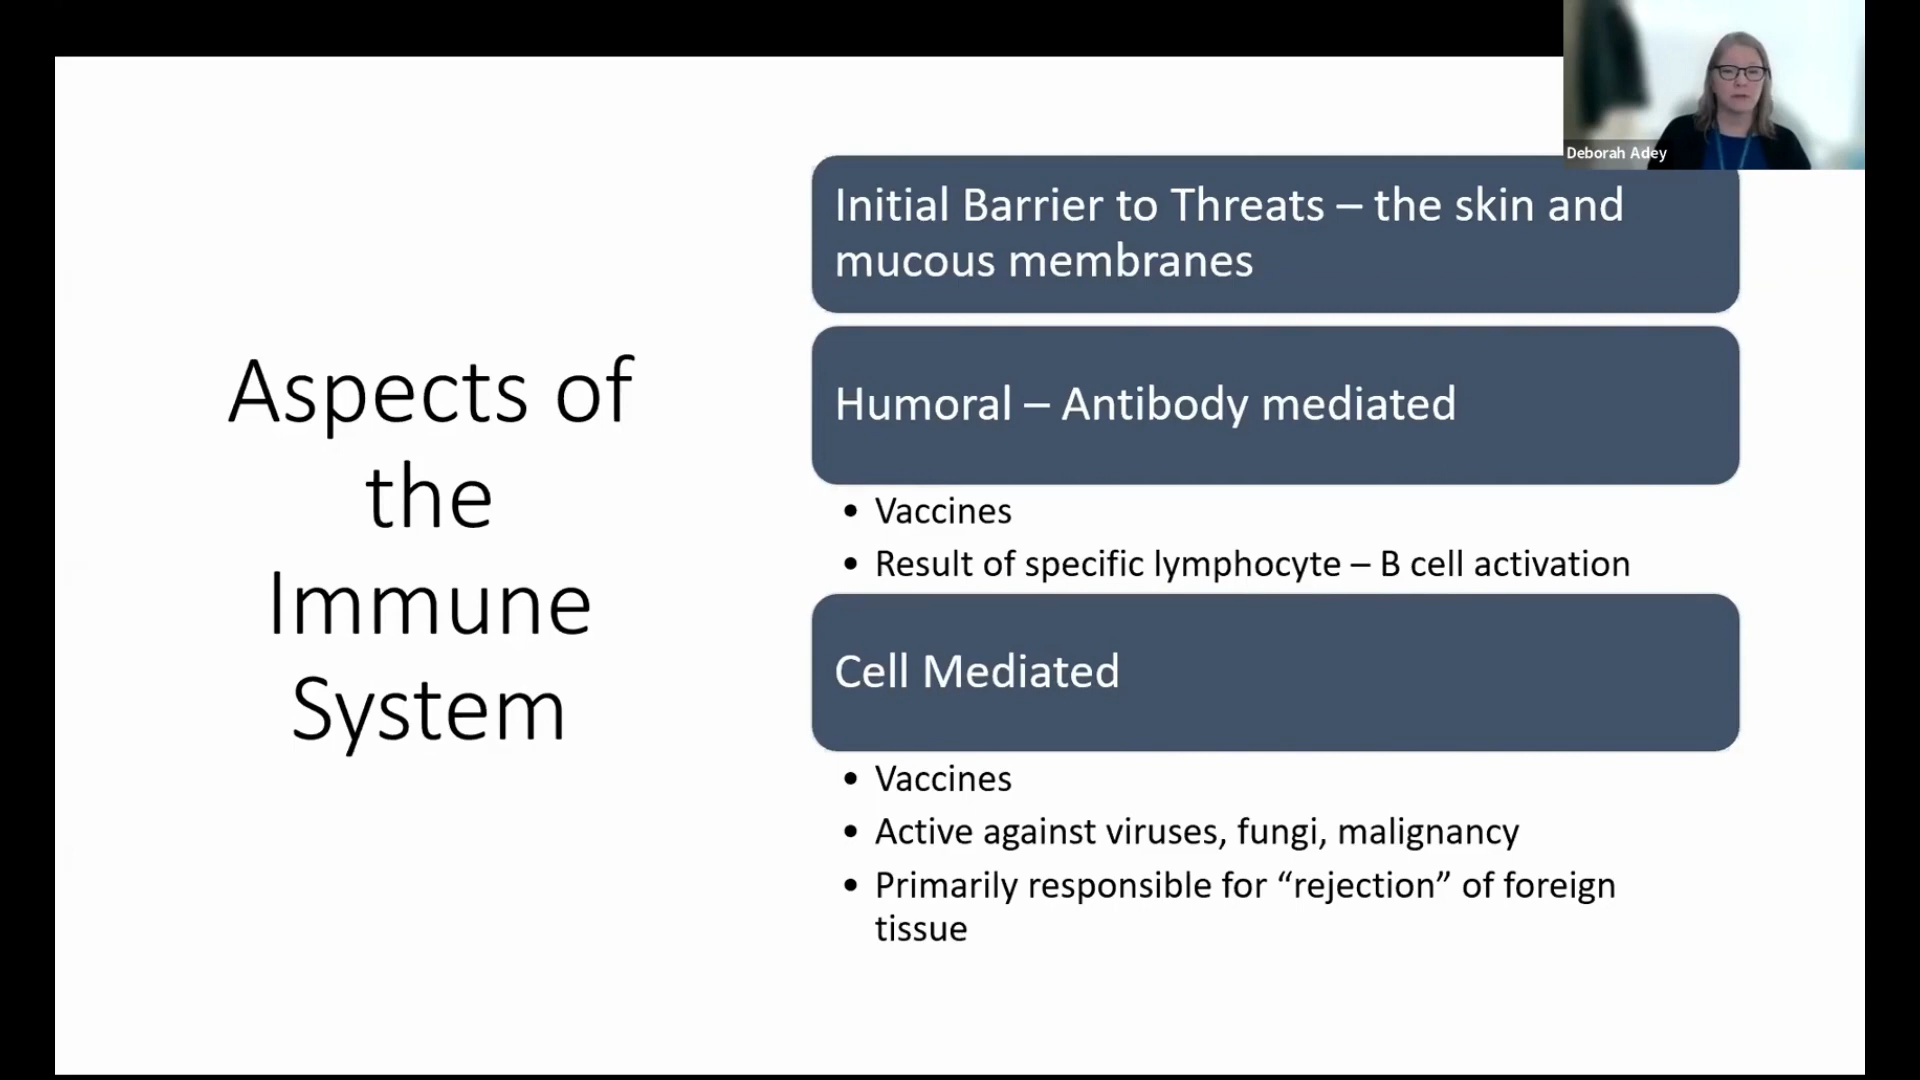 Deborah Adey
Aspects of
the
Immune
System
Initial Barrier to Threats – the skin and
mucous membranes
Humoral – Antibody mediated
• Vaccines
• Result of specific lymphocyte – B cell activation
Cell Mediated
• Vaccines
• Active against viruses, fungi, malignancy
• Primarily responsible for “rejection” of foreign
tissue